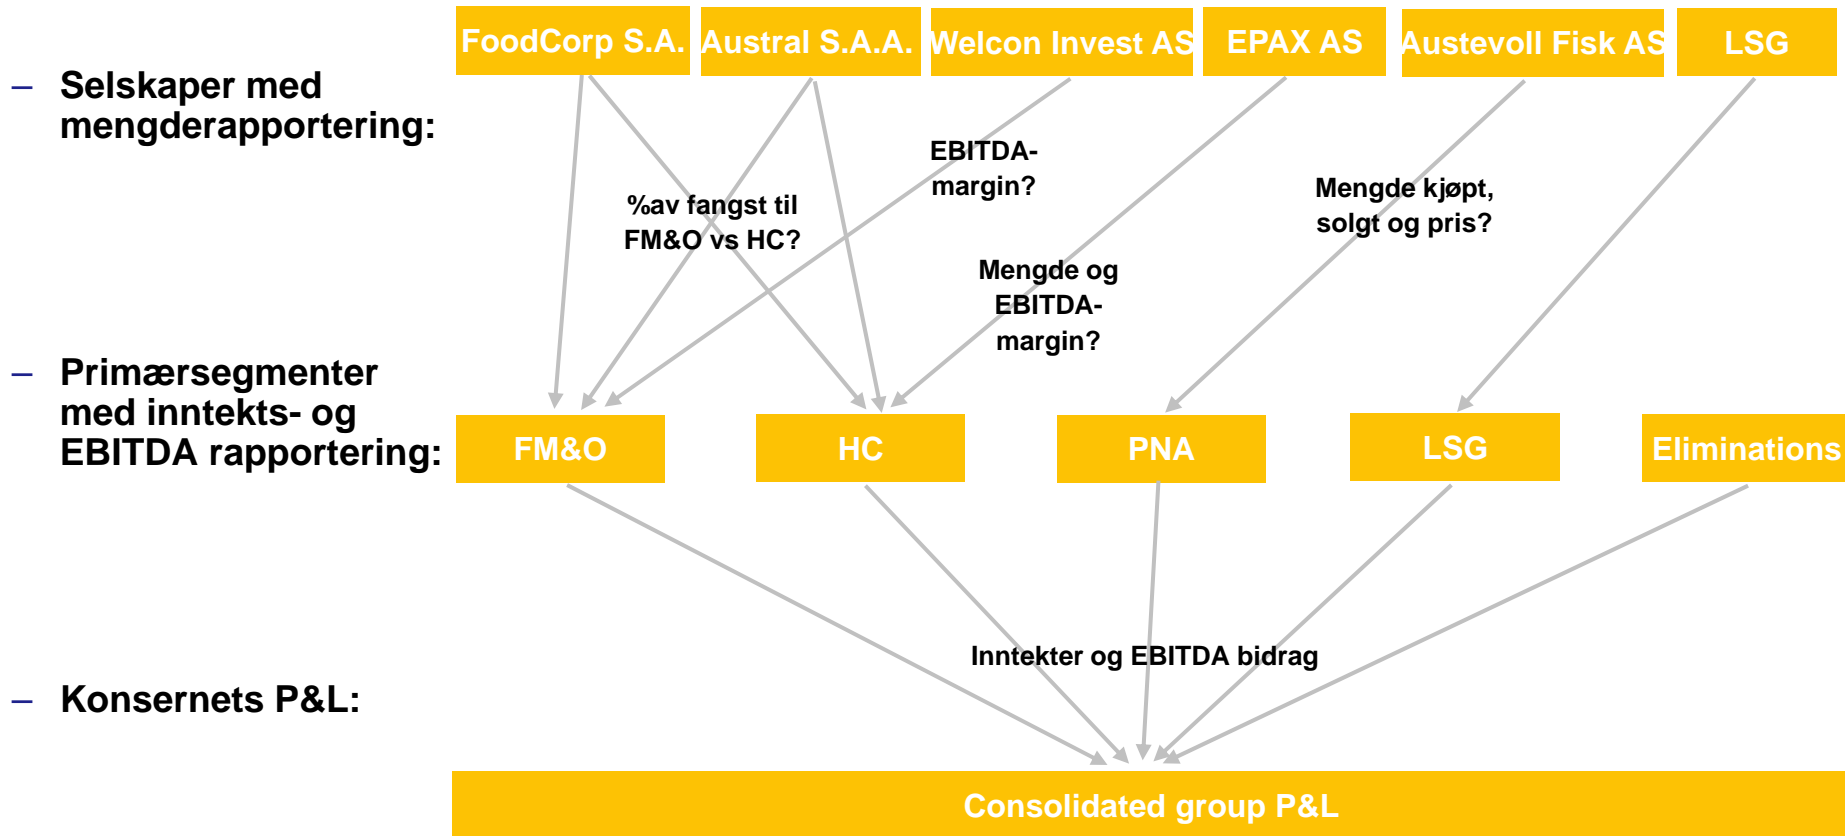 FoodCorp S.A.
Austral S.A.A.
Welcon Invest AS
EPAX AS
Austevoll Fisk AS
LSG
– Selskaper med
mengderapportering:
EBITDA-
margin?
%av fangst til
FM&O vs HC?
Mengde kjøpt,
solgt og pris?
Mengde og
EBITDA-
margin?
– Primærsegmenter
med inntekts- og
EBITDA rapportering:
FM&O
HC
PNA
LSG
Eliminations
Inntekter og EBITDA bidrag
– Konsernets P&L:
Consolidated group P&L